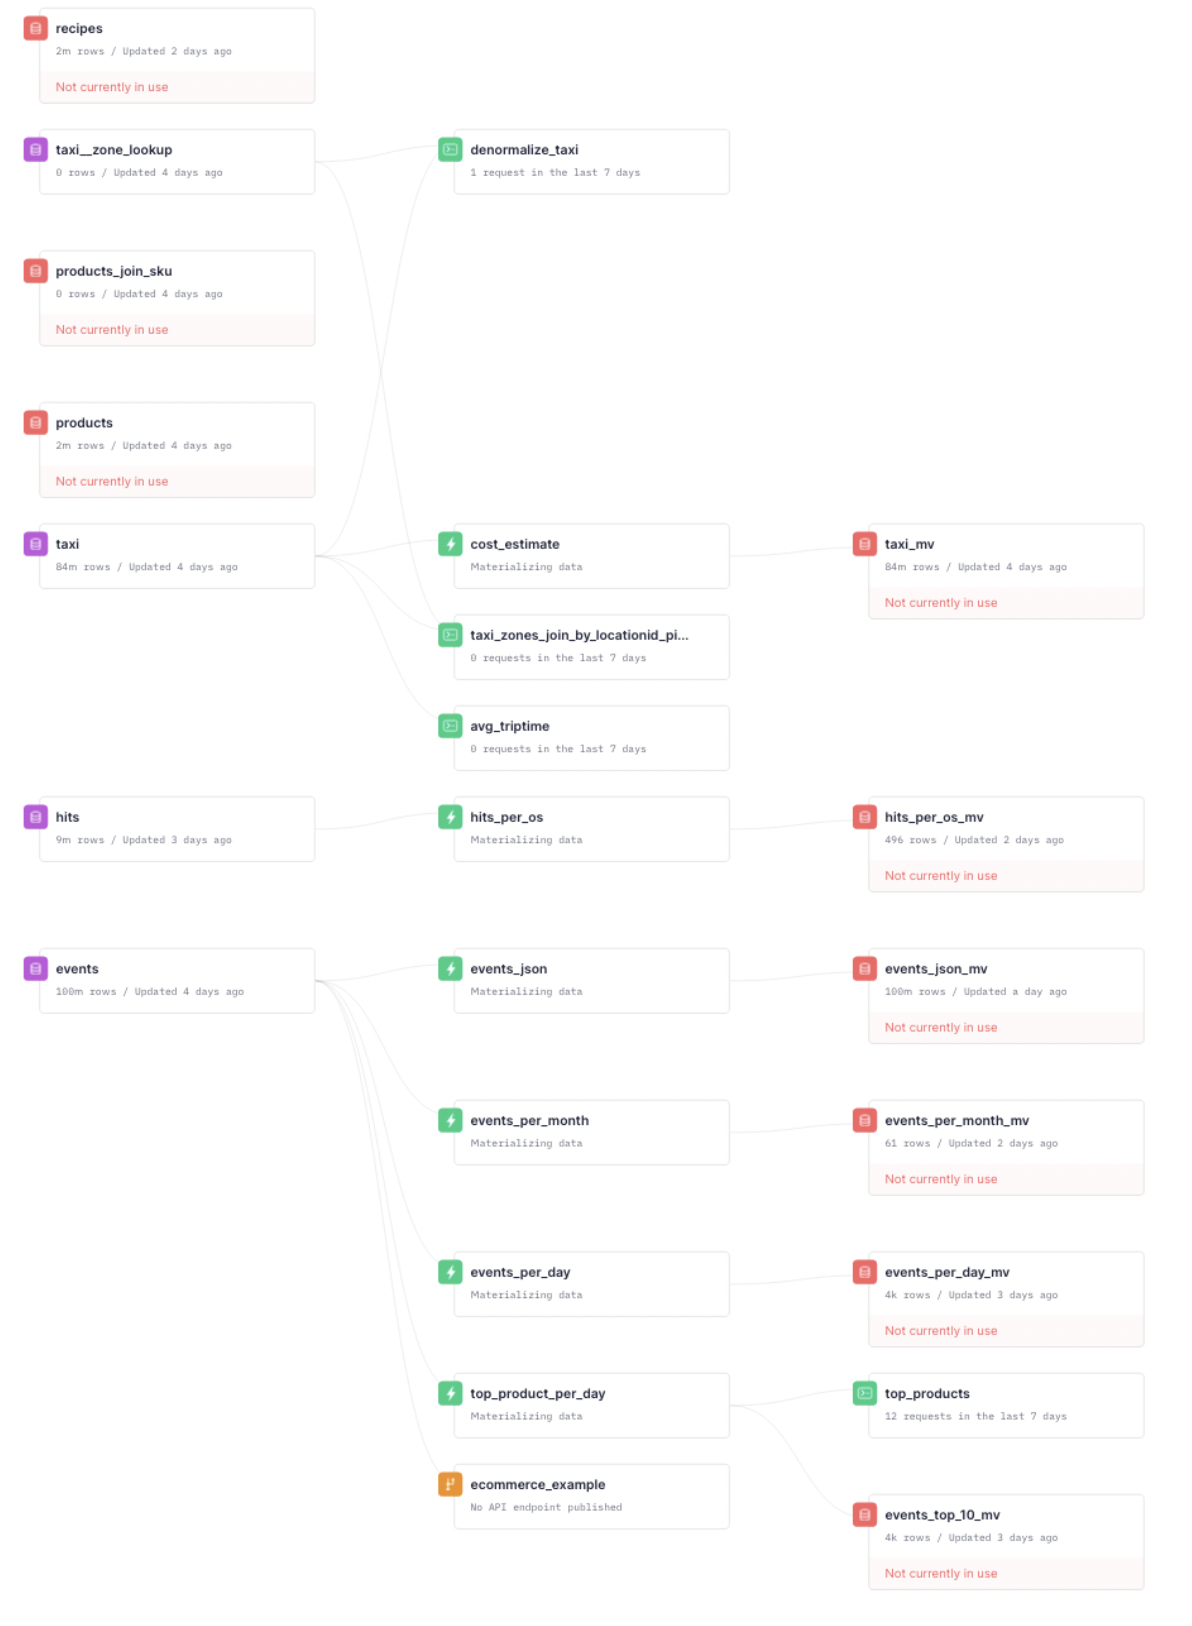 recipes
2m rows / Updated 2 days ago
Not currently in use
taxi__zone_lookup
0 rows / Updated 4 days ago
denormalize_taxi
1 request in the last 7 days
products_join_sku
0 rows / Updated 4 days ago
Not currently in use
products
2m rows / Updated 4 days ago
Not currently in use
taxi
84m rows / Updated 4 days ago
cost_estimate
Materializing data
taxi_mv
84m rows / Updated 4 days ago
Not currently in use
taxi_zones_join_by_locationid_pi...
0 requests in the last 7 days
avg_triptime
0 requests in the last 7 days
hits
9m rows / Updated 3 days ago
hits_per_os
Materializing data
hits_per_os_mv
496 rows / Updated 2 days ago
Not currently in use
events
100m rows / Updated 4 days ago
events_json
Materializing data
events_json_mv
100m rows / Updated a day ago
Not currently in use
events_per_month
Materializing data
events_per_month_mv
61 rows / Updated 2 days ago
Not currently in use
events_per_day
Materializing data
events_per_day_mv
4k rows / Updated 3 days ago
Not currently in use
top_product_per_day
Materializing data
top_products
12 requests in the last 7 days
ecommerce_example
No API endpoint published
events_top_10_mv
4k rows / Updated 3 days ago
Not currently in use